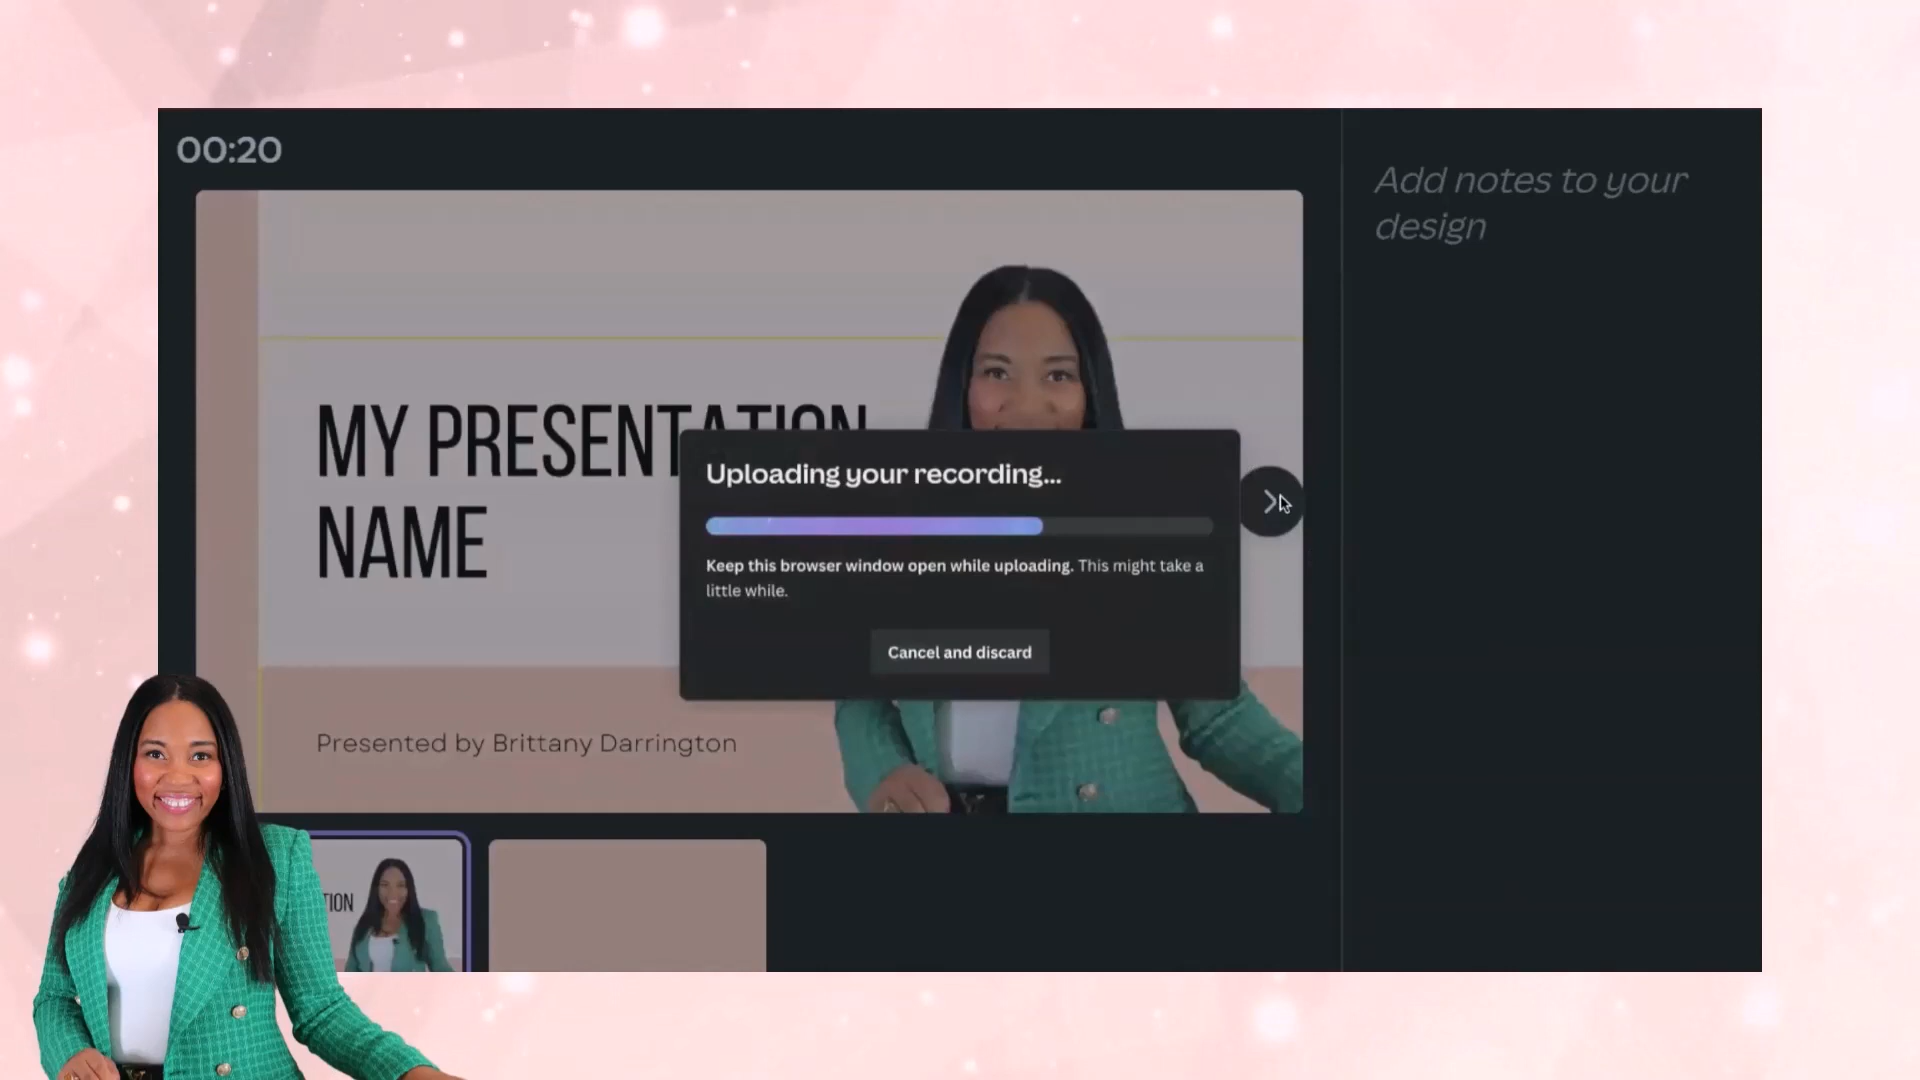 00:20
Add notes to your
design
MY PRESENTATION
NAME
Uploading your recording...
Keep this browser window open while uploading. This might take a
little while.
Cancel and discard
Presented by Brittany Darrington
TION